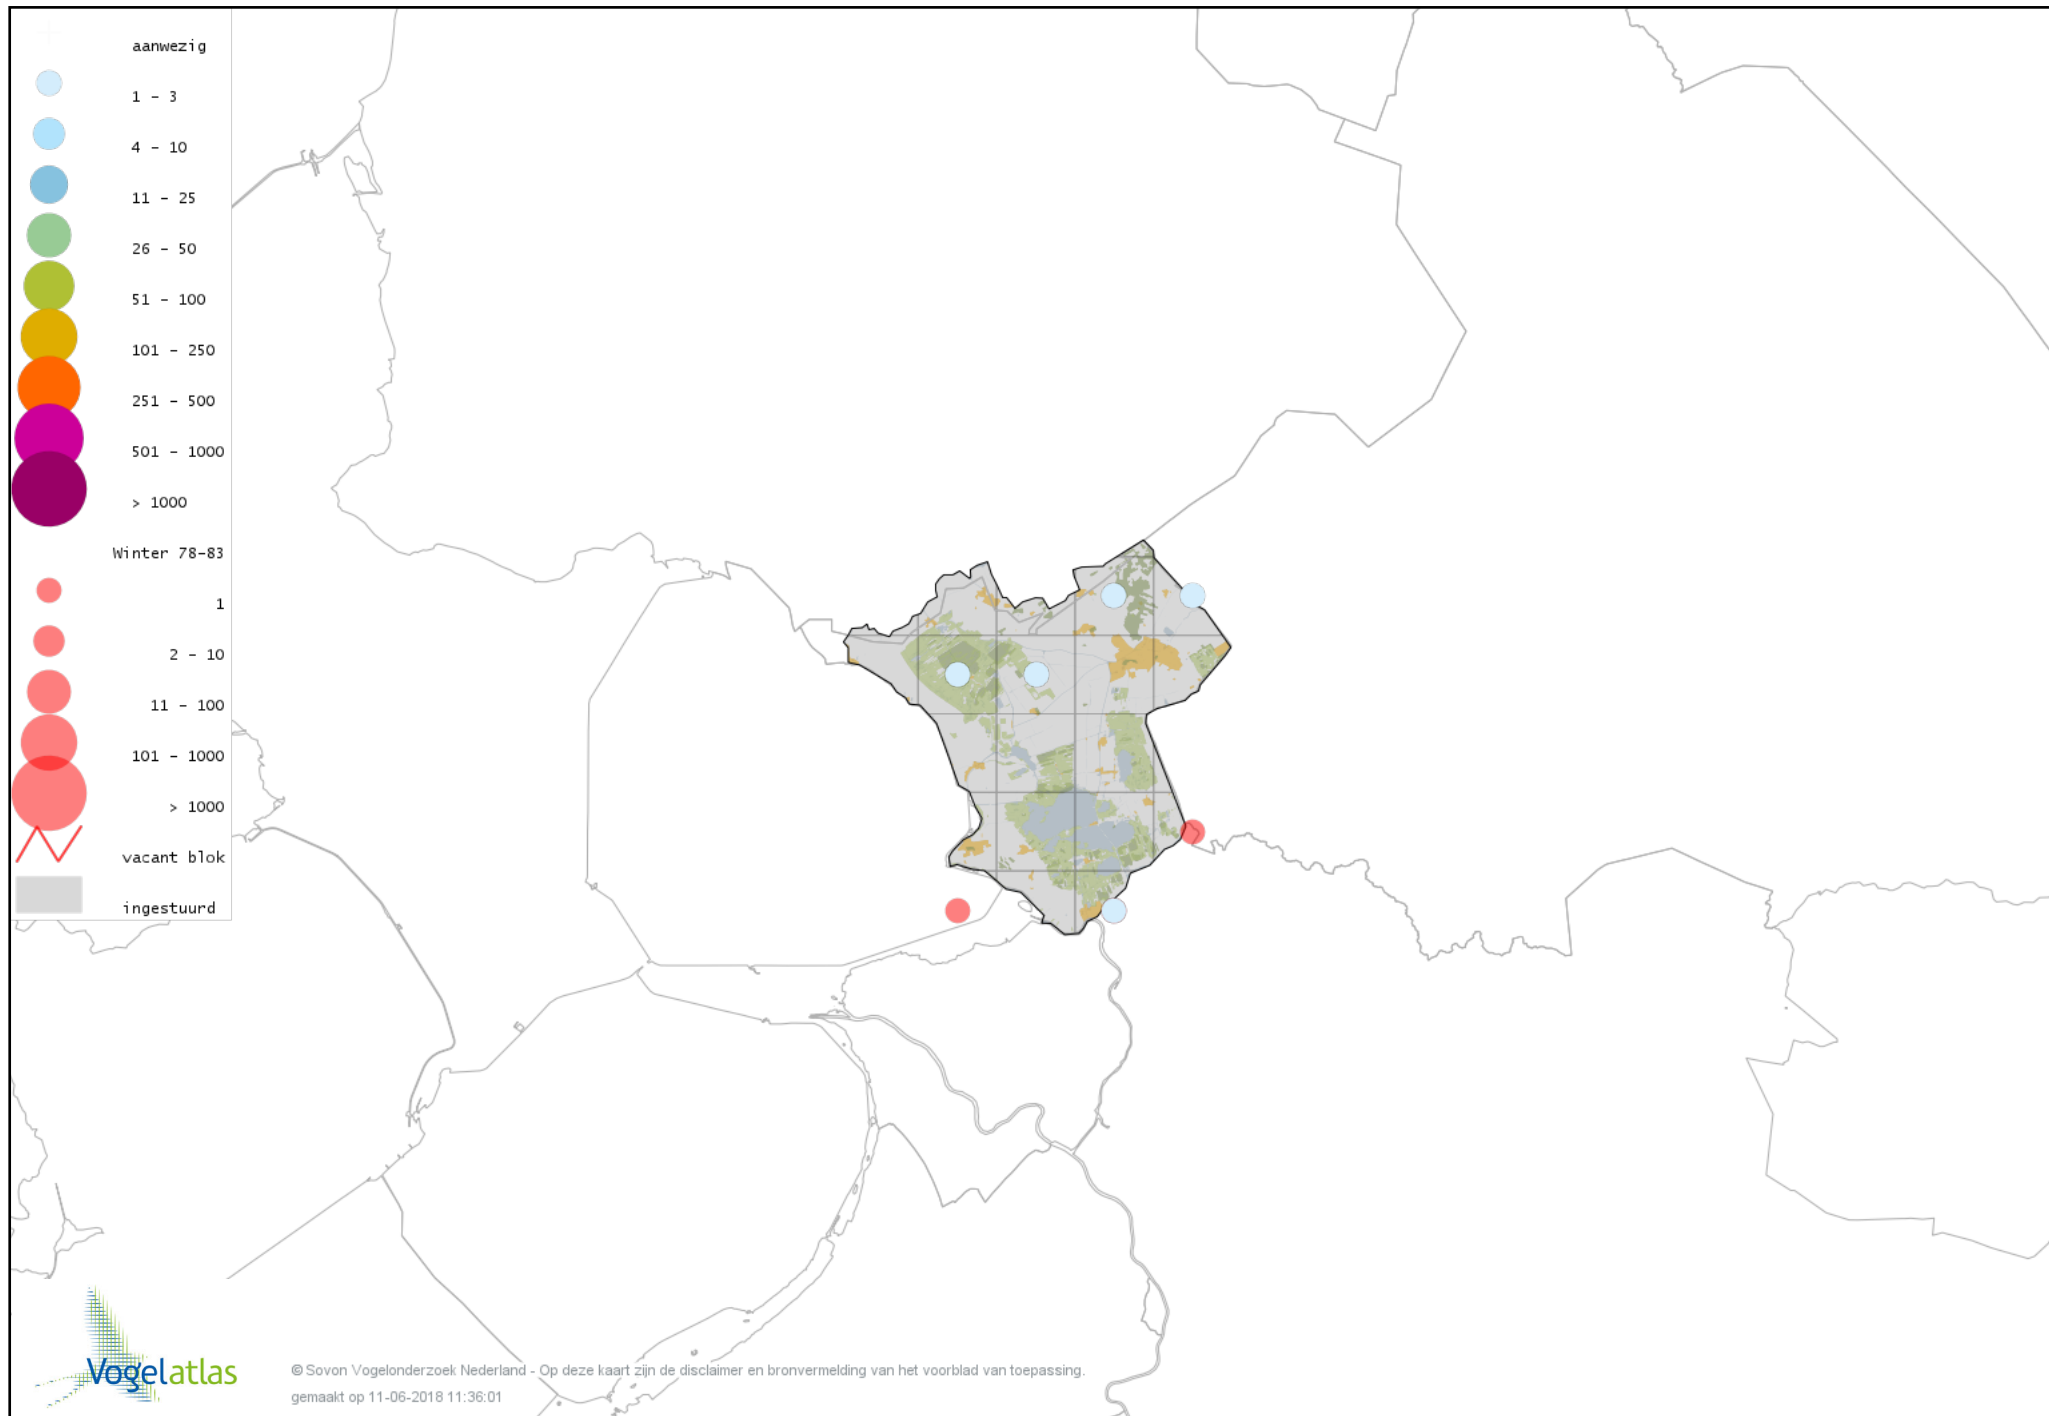 aanwezig
1 - 3
4 - 10
11 - 25
26 - 50
51 - 100
101 - 250
251 - 500
501 - 1000
> 1000
Winter 78-83
1
2 - 10
11 - 100
101 - 1000
> 1000
vacant blok
ingestuurd
Vogelatlas
© Sovon Vogelonderzoek Nederland - Op deze kaart zijn de disclaimer en bronvermelding van het voorblad van toepassing.
gemaakt op 11-06-2018 11:36:01